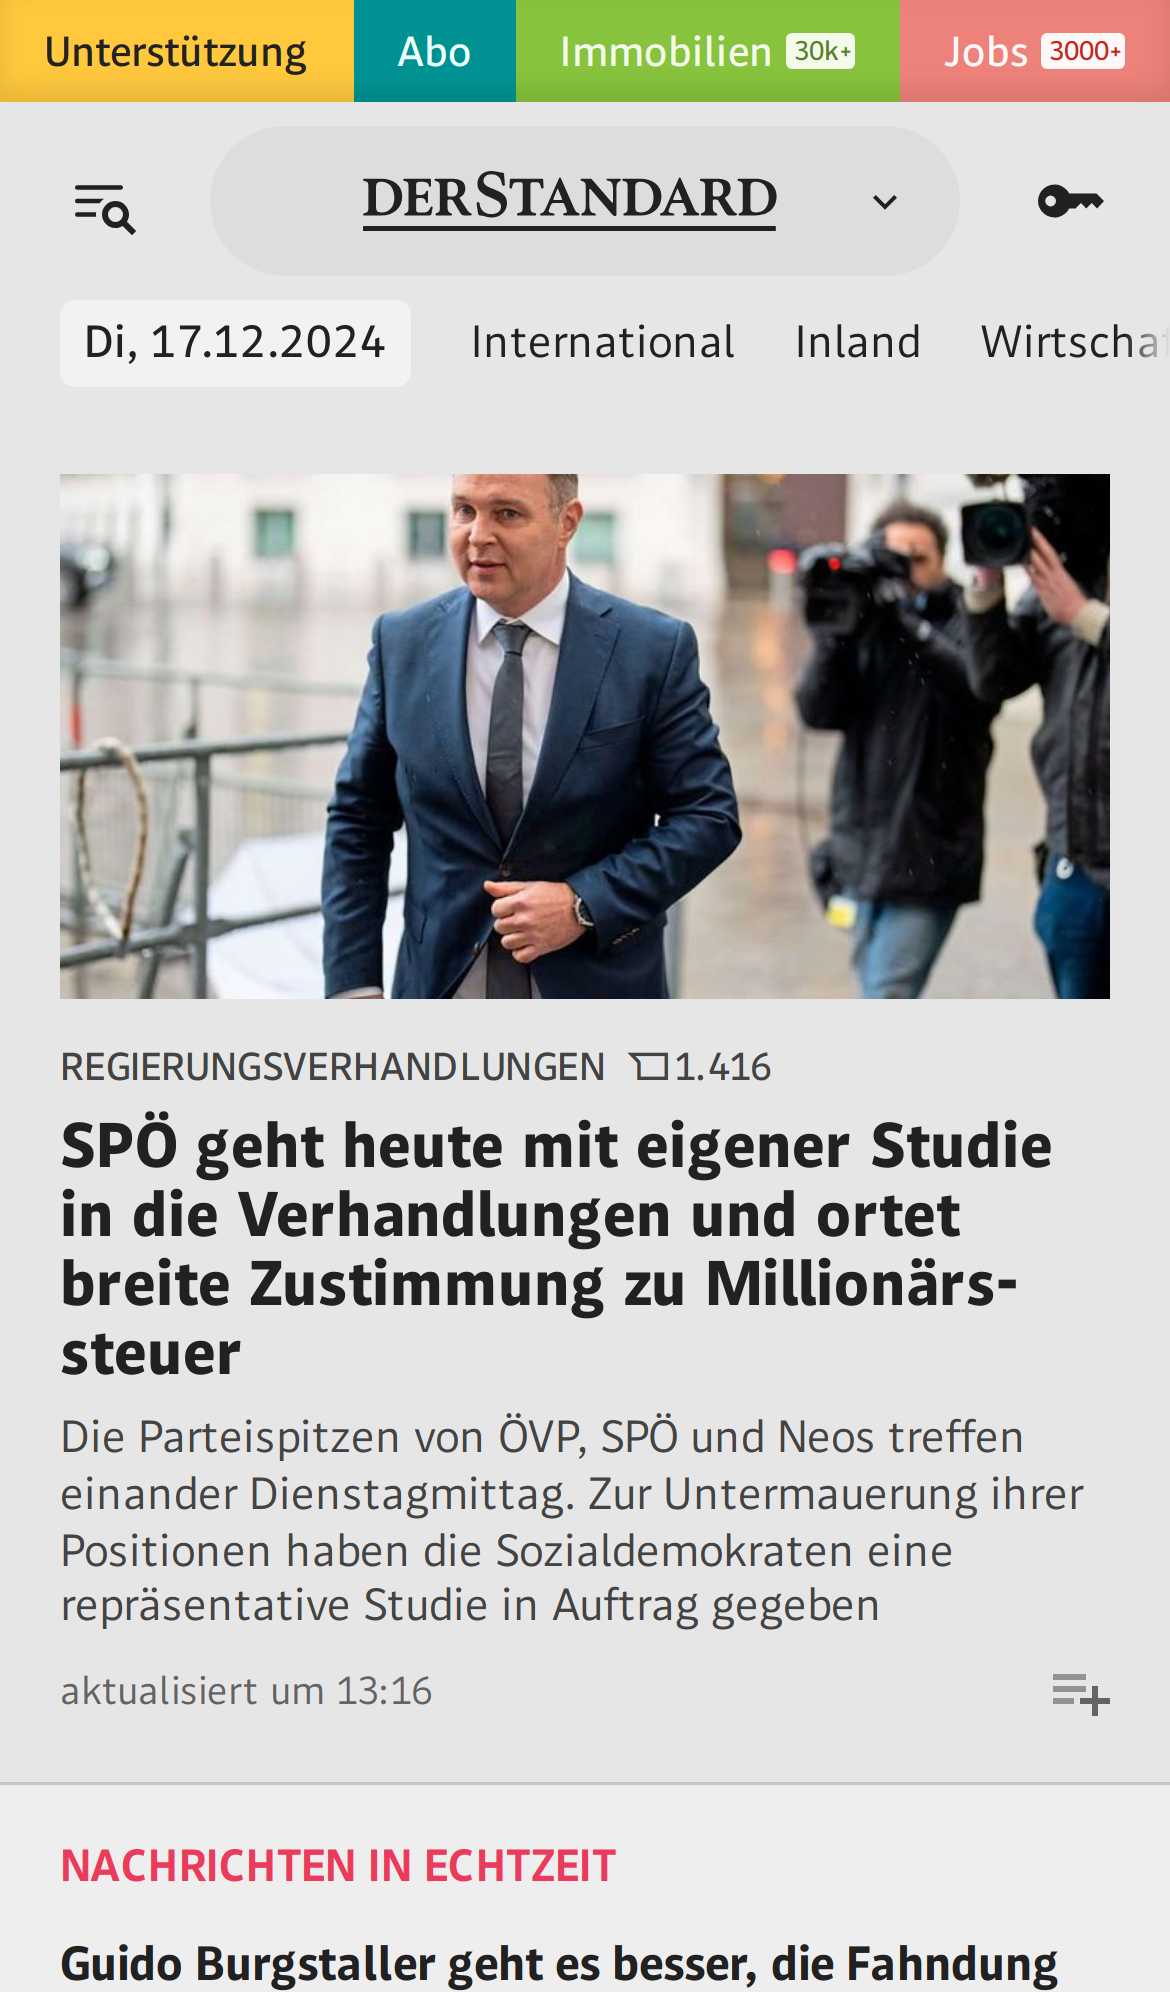 Unterstützung Abo Immobilien 30k+ Jobs 3000+
DERSTANDARD
Di, 17.12.2024 International Inland Wirtscha
REGIERUNGSVERHANDLUNGEN 1.416
SPÖ geht heute mit eigener Studie
in die Verhandlungen und ortet
breite Zustimmung zu Millionärs-
steuer
Die Parteispitzen von ÖVP, SPÖ und Neos treffen
einander Dienstagmittag. Zur Untermauerung ihrer
Positionen haben die Sozialdemokraten eine
repräsentative Studie in Auftrag gegeben
aktualisiert um 13:16
NACHRICHTEN IN ECHTZEIT
Guido Burgstaller geht es besser, die Fahndung